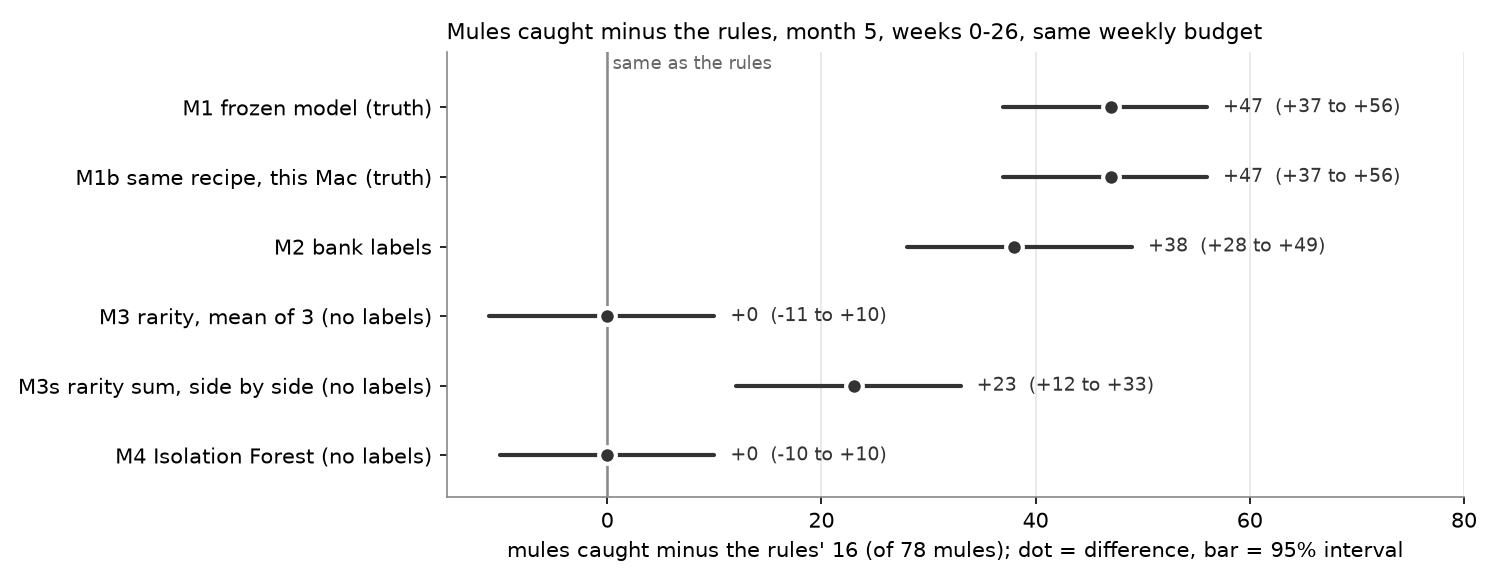 Mules caught minus the rules, month 5, weeks 0-26, same weekly budget
same as the rules
M1 frozen model (truth)
+47 (+37 to +56)
M1b same recipe, this Mac (truth)
+47 (+37 to +56)
M2 bank labels
+38 (+28 to +49)
M3 rarity, mean of 3 (no labels)
+0 (-11 to +10)
M3s rarity sum, side by side (no labels)
+23 (+12 to +33)
M4 Isolation Forest (no labels)
+0 (-10 to +10)
0 20 40 60 80
mules caught minus the rules' 16 (of 78 mules); dot = difference, bar = 95% interval